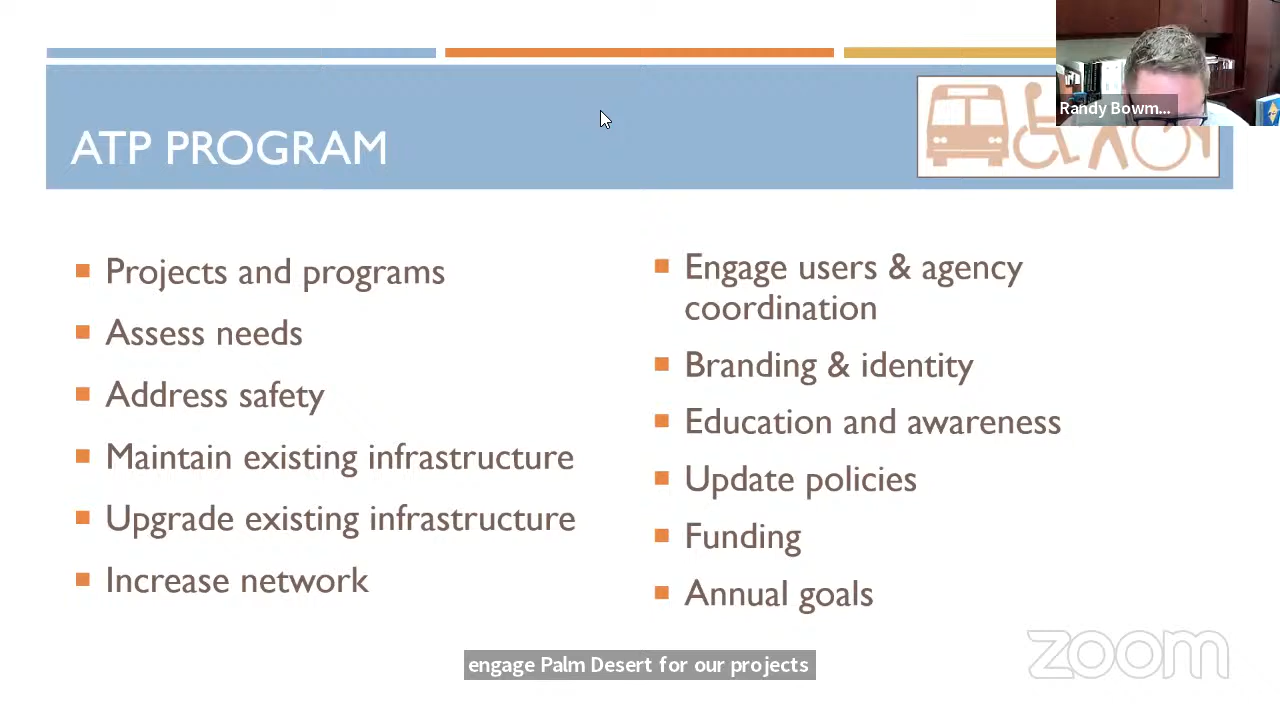 Randy Bowm...
ATP PROGRAM
Projects and programs
Assess needs
Address safety
Maintain existing infrastructure
Upgrade existing infrastructure
Increase network
Engage users & agency
coordination
Branding & identity
Education and awareness
Update policies
Funding
Annual goals
engage Palm Desert for our projects
zoom